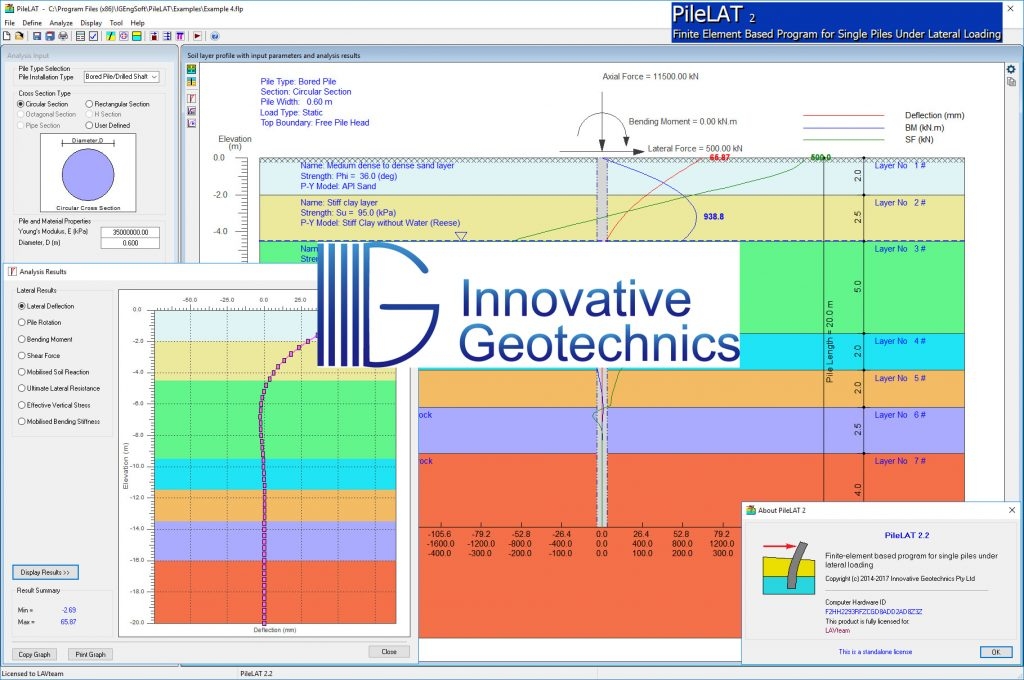 PileLAT - C:\Program Files (x86)\IGEngSoft\PileLAT\Examples\Example 4.flp
PileLAT 2
Finite Element Based Program for Single Piles Under Lateral Loading
File Define Analyze Display Tool Help
Analysis Input
Pile Type Selection
Pile Installation Type Bored Pile/Drilled Shaft
Cross Section Type
Circular Section Rectangular Section
Octagonal Section H Section
Pipe Section User Defined
Diameter,D
Circular Cross Section
Pile and Material Properties
Young's Modulus, E (kPa) 35000000.00
Diameter, D (m) 0.600
Soil layer profile with input parameters and analysis results
Pile Type: Bored Pile
Section: Circular Section
Pile Width: 0.60 m
Load Type: Static
Top Boundary: Free Pile Head
Axial Force = 11500.00 kN
Bending Moment = 0.00 kN.m
Lateral Force = 500.00 kN
Deflection (mm)
BM (kN.m)
SF (kN)
Elevation
(m)
0.0
-2.0
-4.0
65.87
500.0
938.8
Name: Medium dense to dense sand layer
Strength: Phi = 36.0 (deg)
P-Y Model: API Sand
Name: Stiff clay layer
Strength: Su = 95.0 (kPa)
P-Y Model: Stiff Clay without Water (Reese)
Nam
Stren
ock
ock
Layer No 1 #
Layer No 2 #
Layer No 3 #
Layer No 4 #
Layer No 5 #
Layer No 6 #
Layer No 7 #
2.0
2.5
5.0
2.0
2.0
2.5
4.0
Pile Length = 20.0 m
-105.6 -79.2 -52.8 -26.4 0.0 26.4 52.8 79.2
-1600.0 -1200.0 -800.0 -400.0 0.0 400.0 800.0 1200.0
-400.0 -300.0 -200.0 -100.0 0.0 100.0 200.0 300.0
IG
Innovative
Geotechnics
Analysis Results
Lateral Results
Lateral Deflection
Pile Rotation
Bending Moment
Shear Force
Mobilised Soil Reaction
Ultimate Lateral Resistance
Effective Vertical Stress
Mobilised Bending Stiffness
Display Results >>
Result Summary
Min = -2.69
Max = 65.87
Copy Graph Print Graph
-50.0 -25.0 0.0 25.0
0.0
-2.0
-4.0
-6.0
-8.0
-10.0
-12.0
-14.0
-16.0
-18.0
-20.0
Elevation (m)
Deflection (mm)
Close
About PileLAT 2
PileLAT 2.2
Finite-element based program for single piles under
lateral loading
Copyright (c) 2014-2017 Innovative Geotechnics Pty Ltd
Computer Hardware ID
F2HH2293RFZCGD8ADD2AD8Z3Z
This product is fully licensed for:
LAVteam
This is a standalone license
OK
Licensed to LAVteam
PileLAT 2.2